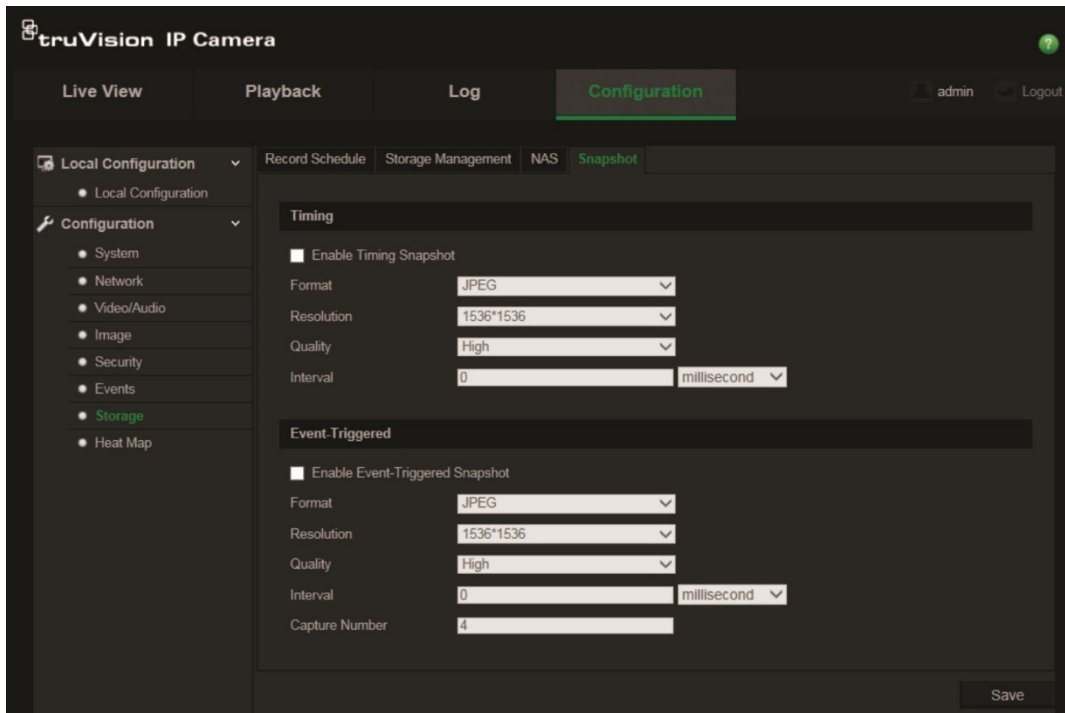 truVision IP Camera
?
Live View Playback Log Configuration admin Logout
Local Configuration
Local Configuration
Configuration
System
Network
Video/Audio
Image
Security
Events
Storage
Heat Map
Record Schedule Storage Management NAS Snapshot
Timing
Enable Timing Snapshot
Format JPEG
Resolution 1536*1536
Quality High
Interval 0 millisecond
Event-Triggered
Enable Event-Triggered Snapshot
Format JPEG
Resolution 1536*1536
Quality High
Interval 0 millisecond
Capture Number 4
Save